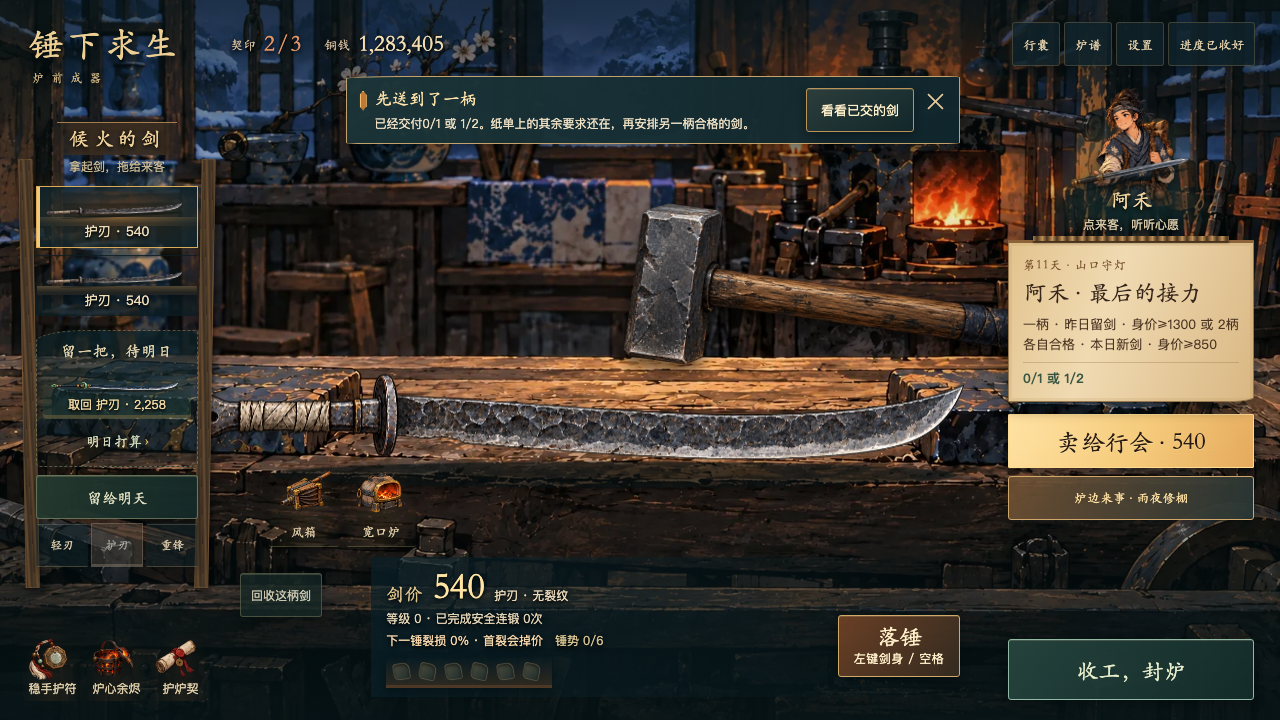 锤下求生
炉前成器
契印 2/3
铜钱 1,283,405
行囊
炉谱
设置
进度已收好
先送到了一柄
已经交付0/1 或 1/2。纸单上的其余要求还在，再安排另一柄合格的剑。
看看已交的剑
候火的剑
拿起剑，拖给来客
护刃 · 540
护刃 · 540
留一把，待明日
取回 护刃 · 2,258
明日打算›
留给明天
轻刃
护刃
重锋
阿禾
点来客，听听心愿
第11天 · 山口守灯
阿禾 · 最后的接力
一柄 · 昨日留剑 · 身价≥1300 或 2柄
各自合格 · 本日新剑 · 身价≥850
0/1 或 1/2
卖给行会 · 540
炉边来事 · 雨夜修棚
风箱
宽口炉
回收这柄剑
剑价 540 护刃 · 无裂纹
等级 0 · 已完成安全连锻 0次
下一锤裂损 0% · 首裂会掉价 锤势 0/6
落锤
左键剑身 / 空格
稳手护符
炉心余烬
护炉契
收工，封炉